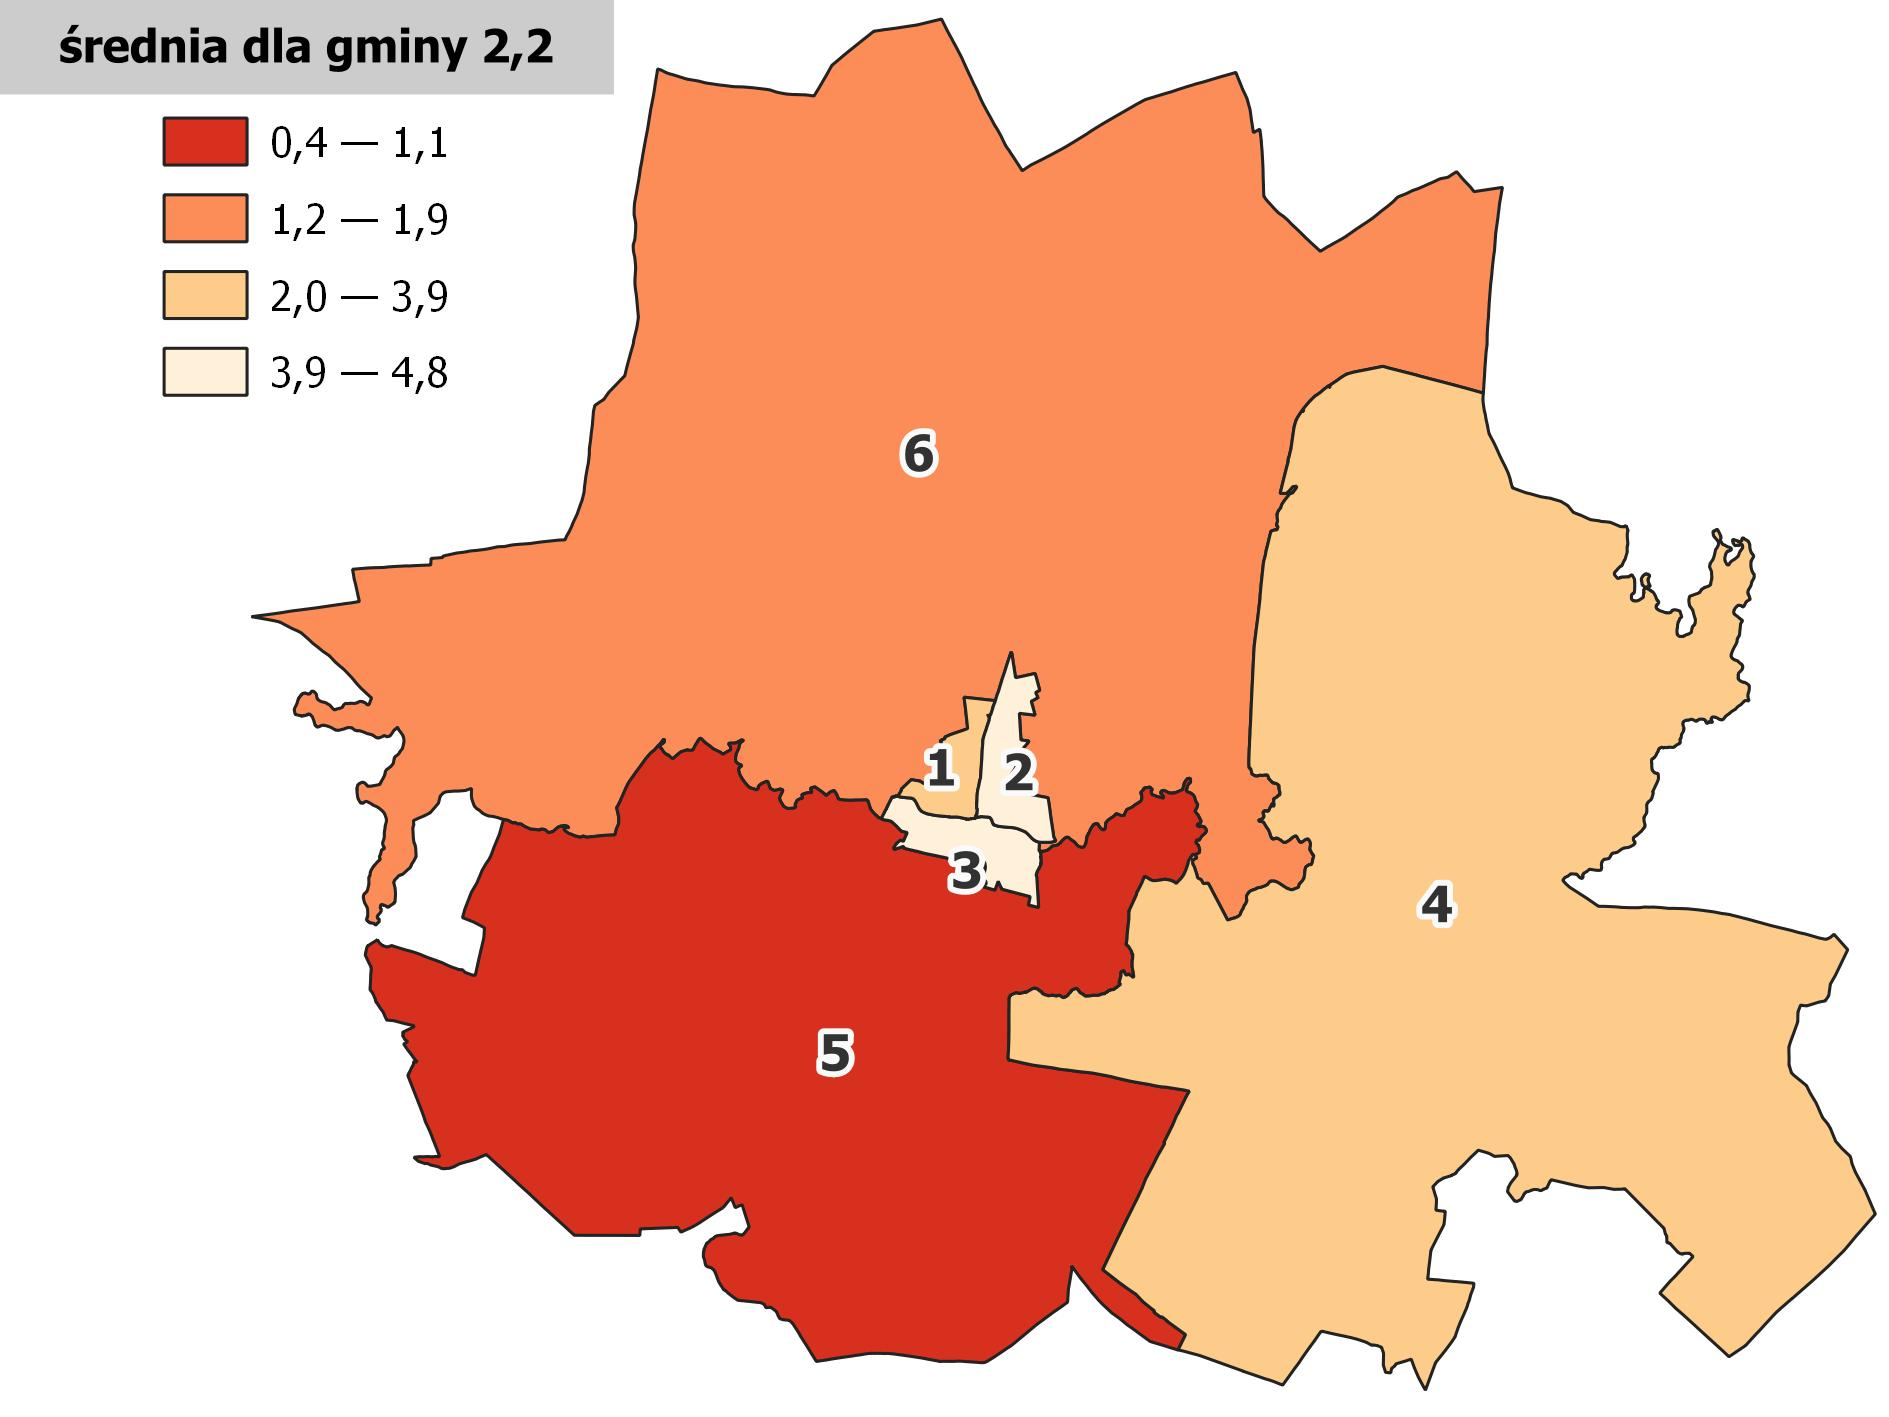 średnia dla gminy 2,2
0,4 — 1,1
1,2 — 1,9
2,0 — 3,9
3,9 — 4,8
6
1
2
3
4
5